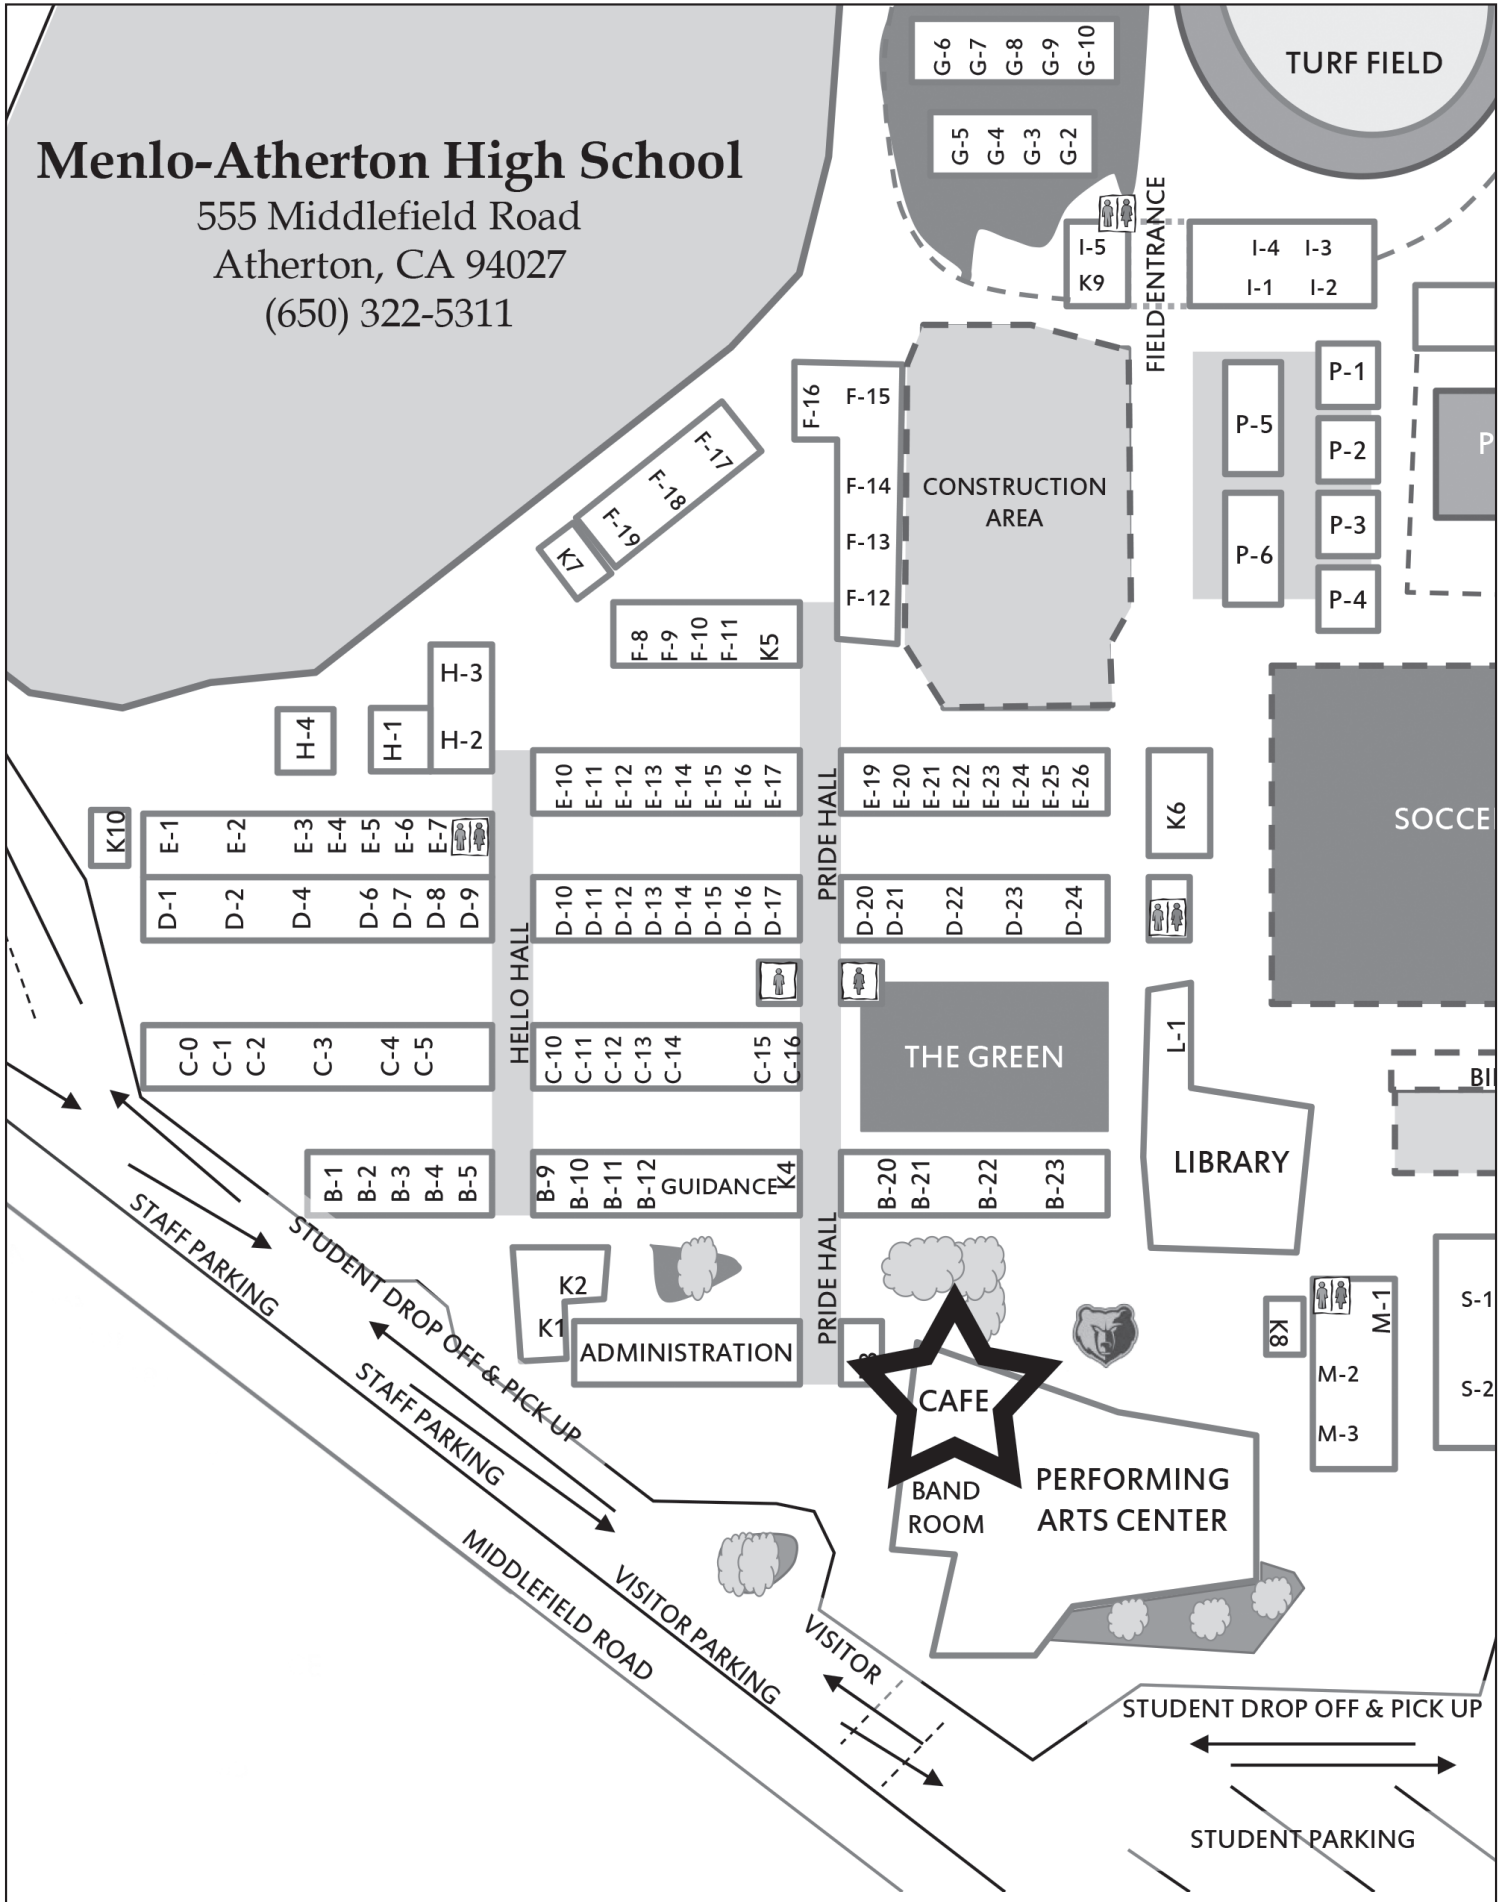 Menlo-Atherton High School
555 Middlefield Road
Atherton, CA 94027
(650) 322-5311
G-6 G-7 G-8 G-9 G-10
G-5 G-4 G-3 G-2
TURF FIELD
FIELD ENTRANCE
I-5
K9
I-4 I-3
I-1 I-2
F-16 F-15
F-14
F-13
F-12
CONSTRUCTION
AREA
P-1
P-2
P-3
P-4
P-5
P-6
P
F-17
F-18
F-19
K7
F-8 F-9 F-10 F-11 K5
H-3
H-2
H-1
H-4
E-10 E-11 E-12 E-13 E-14 E-15 E-16 E-17
PRIDE HALL
E-19 E-20 E-21 E-22 E-23 E-24 E-25 E-26
K6
SOCCE
K10
E-1 E-2 E-3 E-4 E-5 E-6 E-7
D-1 D-2 D-4 D-6 D-7 D-8 D-9
D-10 D-11 D-12 D-13 D-14 D-15 D-16 D-17
D-20 D-21 D-22 D-23 D-24
HELLO HALL
C-0 C-1 C-2 C-3 C-4 C-5
C-10 C-11 C-12 C-13 C-14 C-15 C-16
THE GREEN
L-1
LIBRARY
BI
B-1 B-2 B-3 B-4 B-5
B-9 B-10 B-11 B-12 GUIDANCE K4
B-20 B-21 B-22 B-23
PRIDE HALL
K2
K1
ADMINISTRATION
CAFE
BAND
ROOM
PERFORMING
ARTS CENTER
K8
M-1
M-2
M-3
S-1
S-2
STAFF PARKING
STUDENT DROP OFF & PICK UP
STAFF PARKING
MIDDLEFIELD ROAD
VISITOR PARKING
VISITOR
STUDENT DROP OFF & PICK UP
STUDENT PARKING